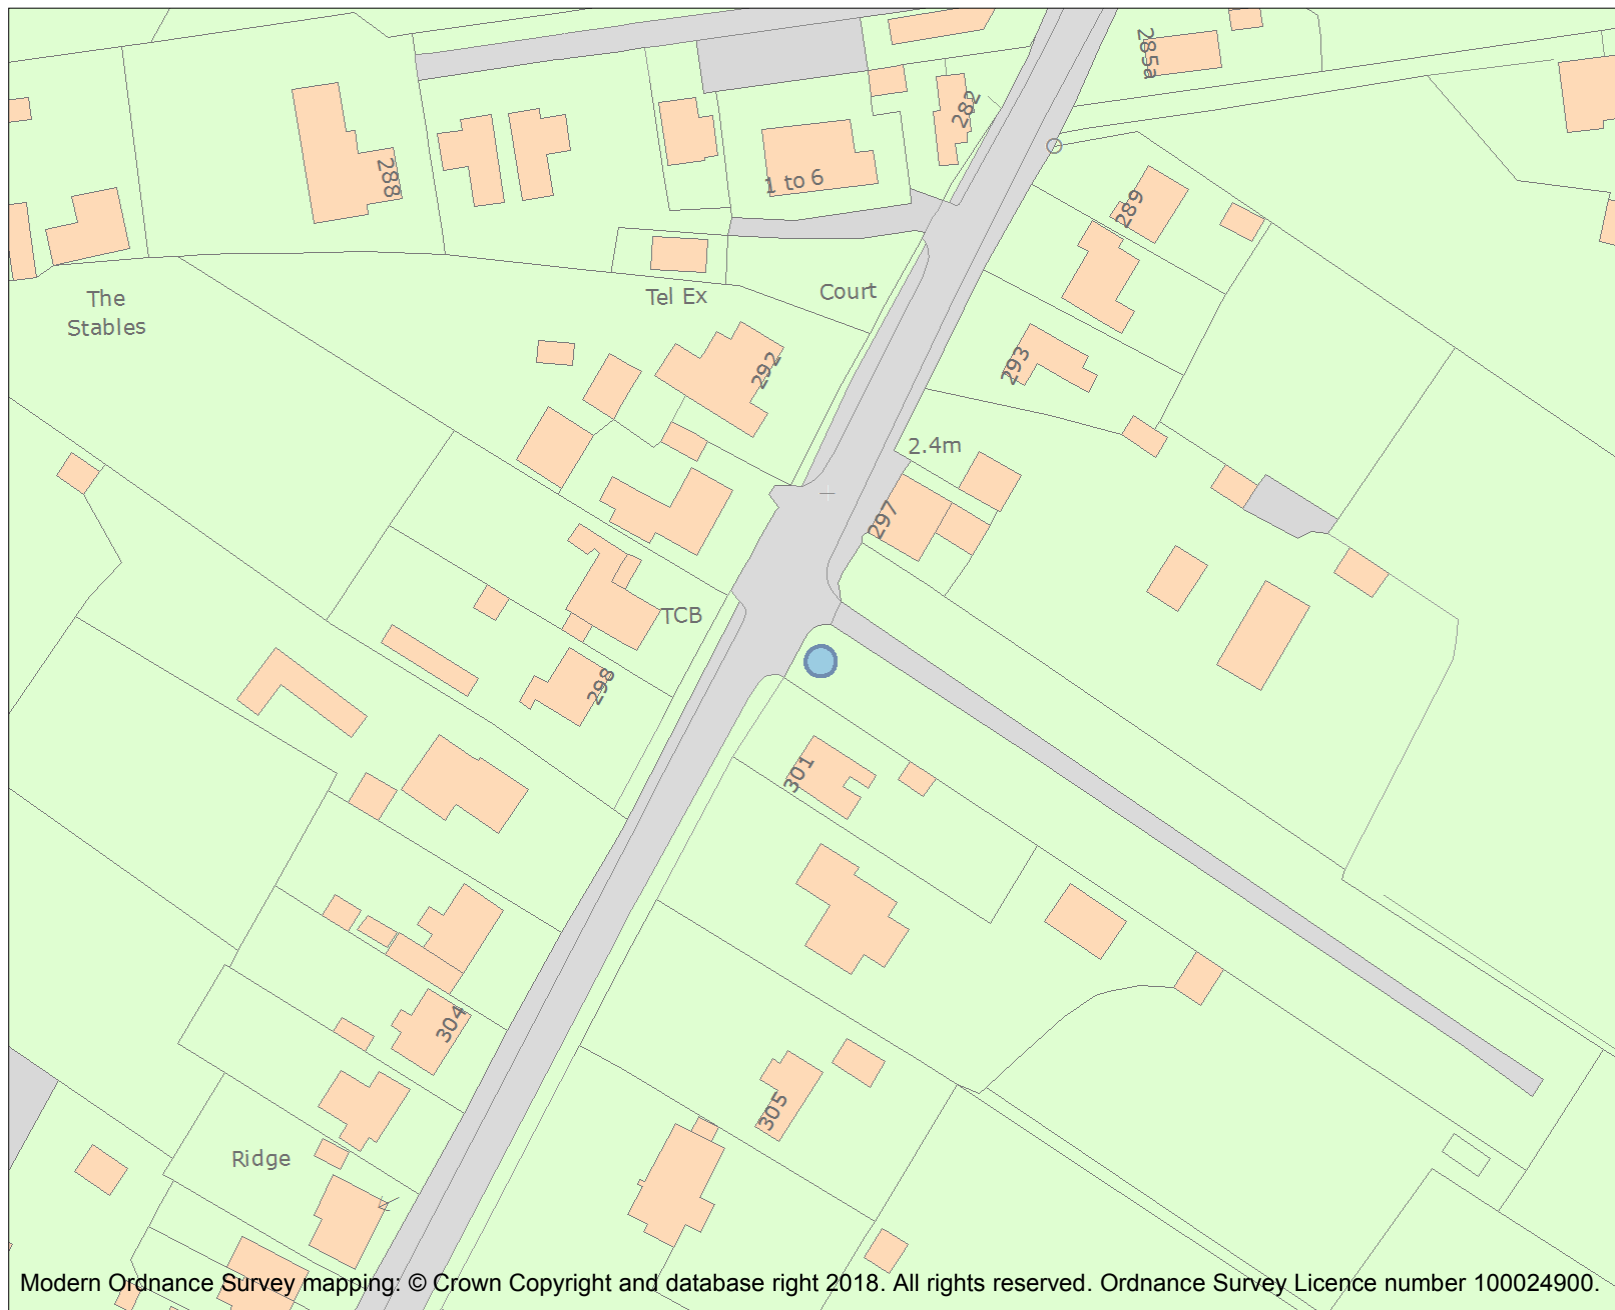 285a
282
288
1 to 6
289
The
Stables
Tel Ex
Court
292
293
2.4m
297
TCB
298
301
304
305
Ridge
Modern Ordnance Survey mapping: © Crown Copyright and database right 2018. All rights reserved. Ordnance Survey Licence number 100024900.